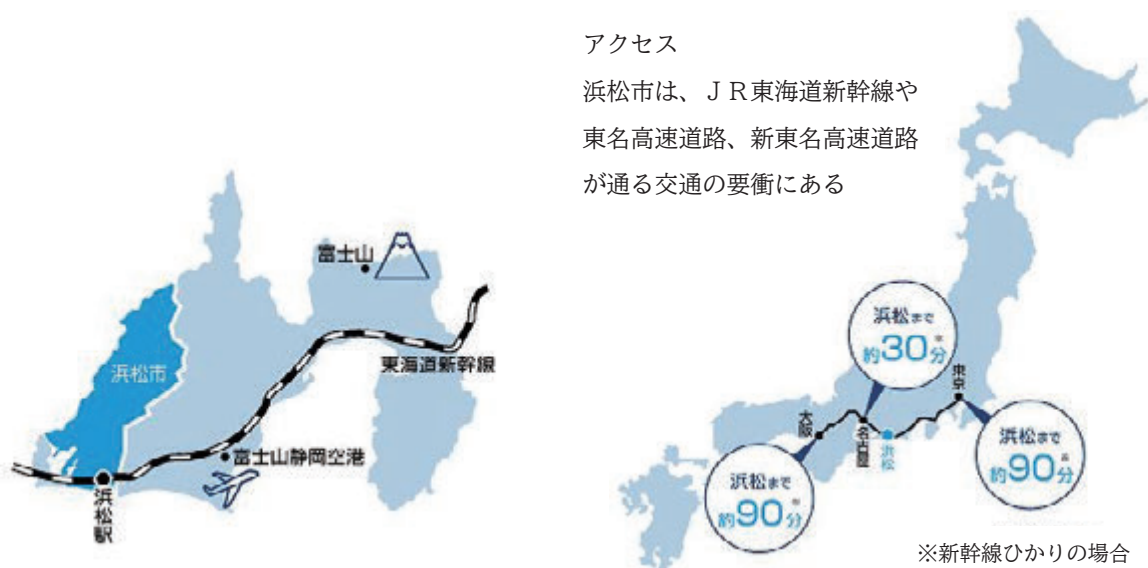 アクセス
浜松市は、ＪＲ東海道新幹線や
東名高速道路、新東名高速道路
が通る交通の要衝にある
富士山
浜松市
東海道新幹線
富士山静岡空港
浜松駅
浜松まで
約30分※
東京
大阪
名古屋
浜松
浜松まで
約90分※
浜松まで
約90分※
※新幹線ひかりの場合